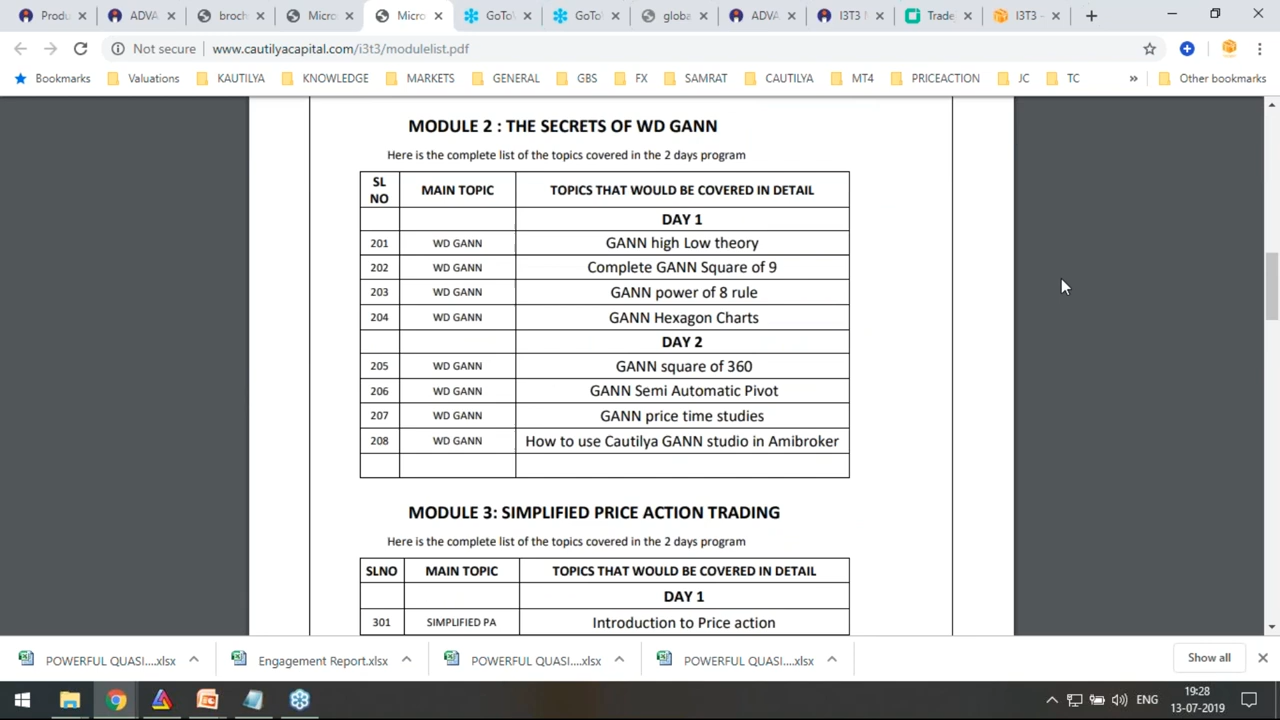 Produ
ADVA
broch
Micro
Micro
GoToV
GoToV
globa
ADVA
I3T3 M
Trade
I3T3 -
Not secure
www.cautilyacapital.com/i3t3/modulelist.pdf
Bookmarks
Valuations
KAUTILYA
KNOWLEDGE
MARKETS
GENERAL
GBS
FX
SAMRAT
CAUTILYA
MT4
PRICEACTION
JC
TC
»
Other bookmarks
MODULE 2 : THE SECRETS OF WD GANN
Here is the complete list of the topics covered in the 2 days program
SL NO MAIN TOPIC TOPICS THAT WOULD BE COVERED IN DETAIL
DAY 1
201 WD GANN GANN high Low theory
202 WD GANN Complete GANN Square of 9
203 WD GANN GANN power of 8 rule
204 WD GANN GANN Hexagon Charts
DAY 2
205 WD GANN GANN square of 360
206 WD GANN GANN Semi Automatic Pivot
207 WD GANN GANN price time studies
208 WD GANN How to use Cautilya GANN studio in Amibroker
MODULE 3: SIMPLIFIED PRICE ACTION TRADING
Here is the complete list of the topics covered in the 2 days program
SLNO MAIN TOPIC TOPICS THAT WOULD BE COVERED IN DETAIL
DAY 1
301 SIMPLIFIED PA Introduction to Price action
POWERFUL QUASI....xlsx
Engagement Report.xlsx
POWERFUL QUASI....xlsx
POWERFUL QUASI....xlsx
Show all
ENG
19:28
13-07-2019